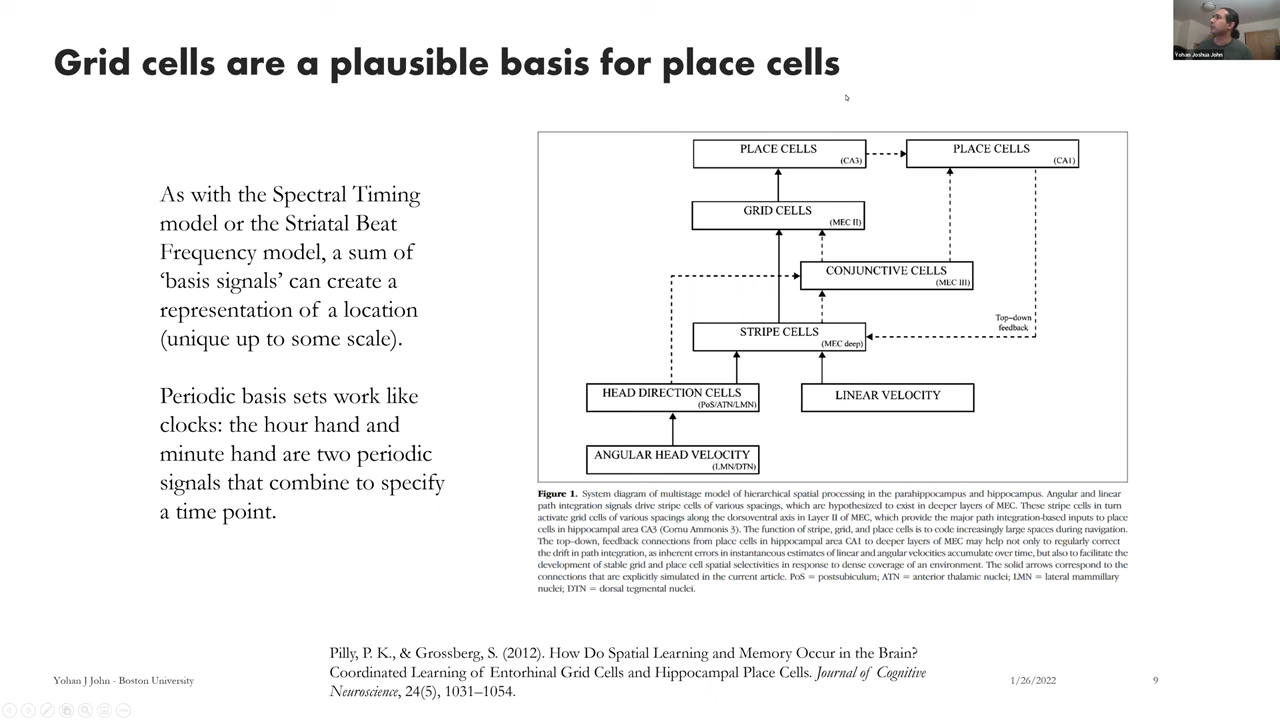 Grid cells are a plausible basis for place cells
Yohan Joshua John
As with the Spectral Timing
model or the Striatal Beat
Frequency model, a sum of
‘basis signals’ can create a
representation of a location
(unique up to some scale).
Periodic basis sets work like
clocks: the hour hand and
minute hand are two periodic
signals that combine to specify
a time point.
PLACE CELLS
(CA3)
PLACE CELLS
(CA1)
GRID CELLS
(MEC II)
CONJUNCTIVE CELLS
(MEC III)
Top–down
feedback
STRIPE CELLS
(MEC deep)
HEAD DIRECTION CELLS
(PoS/ATN/LMN)
LINEAR VELOCITY
ANGULAR HEAD VELOCITY
(LMN/DTN)
Figure 1. System diagram of multistage model of hierarchical spatial processing in the parahippocampus and hippocampus. Angular and linear
path integration signals drive stripe cells of various spacings, which are hypothesized to exist in deeper layers of MEC. These stripe cells in turn
activate grid cells of various spacings along the dorsoventral axis in Layer II of MEC, which provide the major path integration-based inputs to place
cells in hippocampal area CA3 (Cornu Ammonis 3). The function of stripe, grid, and place cells is to code increasingly large spaces during navigation.
The top–down, feedback connections from place cells in hippocampal area CA1 to deeper layers of MEC may help not only to regularly correct
the drift in path integration, as inherent errors in instantaneous estimates of linear and angular velocities accumulate over time, but also to facilitate the
development of stable grid and place cell spatial selectivities in response to dense coverage of an environment. The solid arrows correspond to the
connections that are explicitly simulated in the current article. PoS = postsubiculum; ATN = anterior thalamic nuclei; LMN = lateral mammillary
nuclei; DTN = dorsal tegmental nuclei.
Pilly, P. K., & Grossberg, S. (2012). How Do Spatial Learning and Memory Occur in the Brain?
Coordinated Learning of Entorhinal Grid Cells and Hippocampal Place Cells. Journal of Cognitive
Neuroscience, 24(5), 1031–1054.
Yohan J John - Boston University
1/26/2022
9